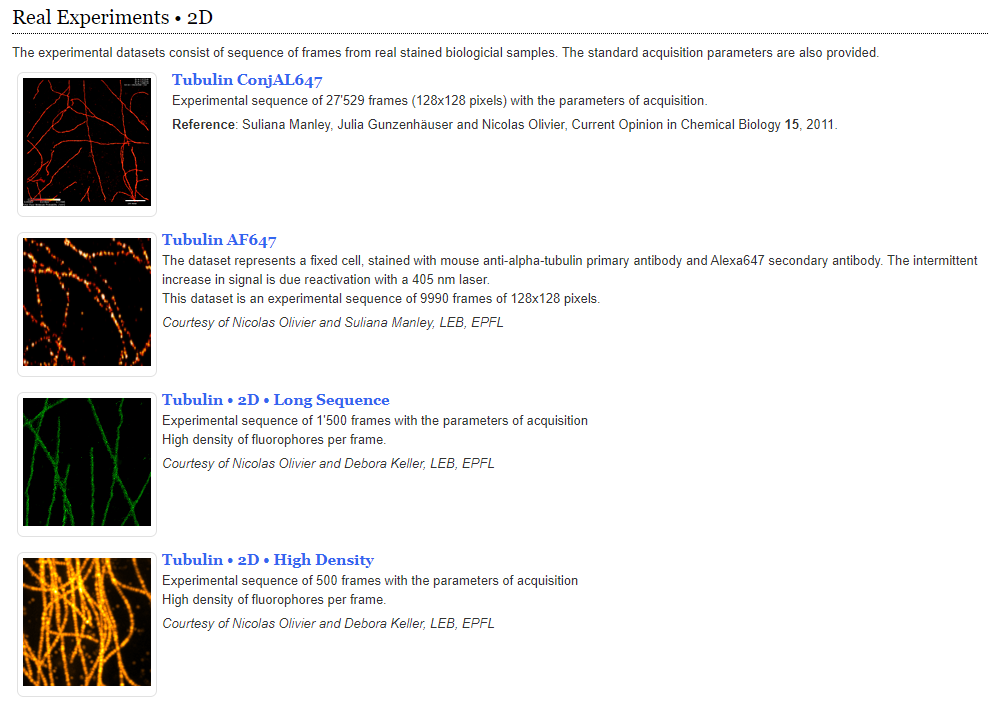 Real Experiments • 2D
The experimental datasets consist of sequence of frames from real stained biologicial samples. The standard acquisition parameters are also provided.
Tubulin ConjAL647
Experimental sequence of 27'529 frames (128x128 pixels) with the parameters of acquisition.
Reference: Suliana Manley, Julia Gunzenhäuser and Nicolas Olivier, Current Opinion in Chemical Biology 15, 2011.
Tubulin AF647
The dataset represents a fixed cell, stained with mouse anti-alpha-tubulin primary antibody and Alexa647 secondary antibody. The intermittent
increase in signal is due reactivation with a 405 nm laser.
This dataset is an experimental sequence of 9990 frames of 128x128 pixels.
Courtesy of Nicolas Olivier and Suliana Manley, LEB, EPFL
Tubulin • 2D • Long Sequence
Experimental sequence of 1'500 frames with the parameters of acquisition
High density of fluorophores per frame.
Courtesy of Nicolas Olivier and Debora Keller, LEB, EPFL
Tubulin • 2D • High Density
Experimental sequence of 500 frames with the parameters of acquisition
High density of fluorophores per frame.
Courtesy of Nicolas Olivier and Debora Keller, LEB, EPFL